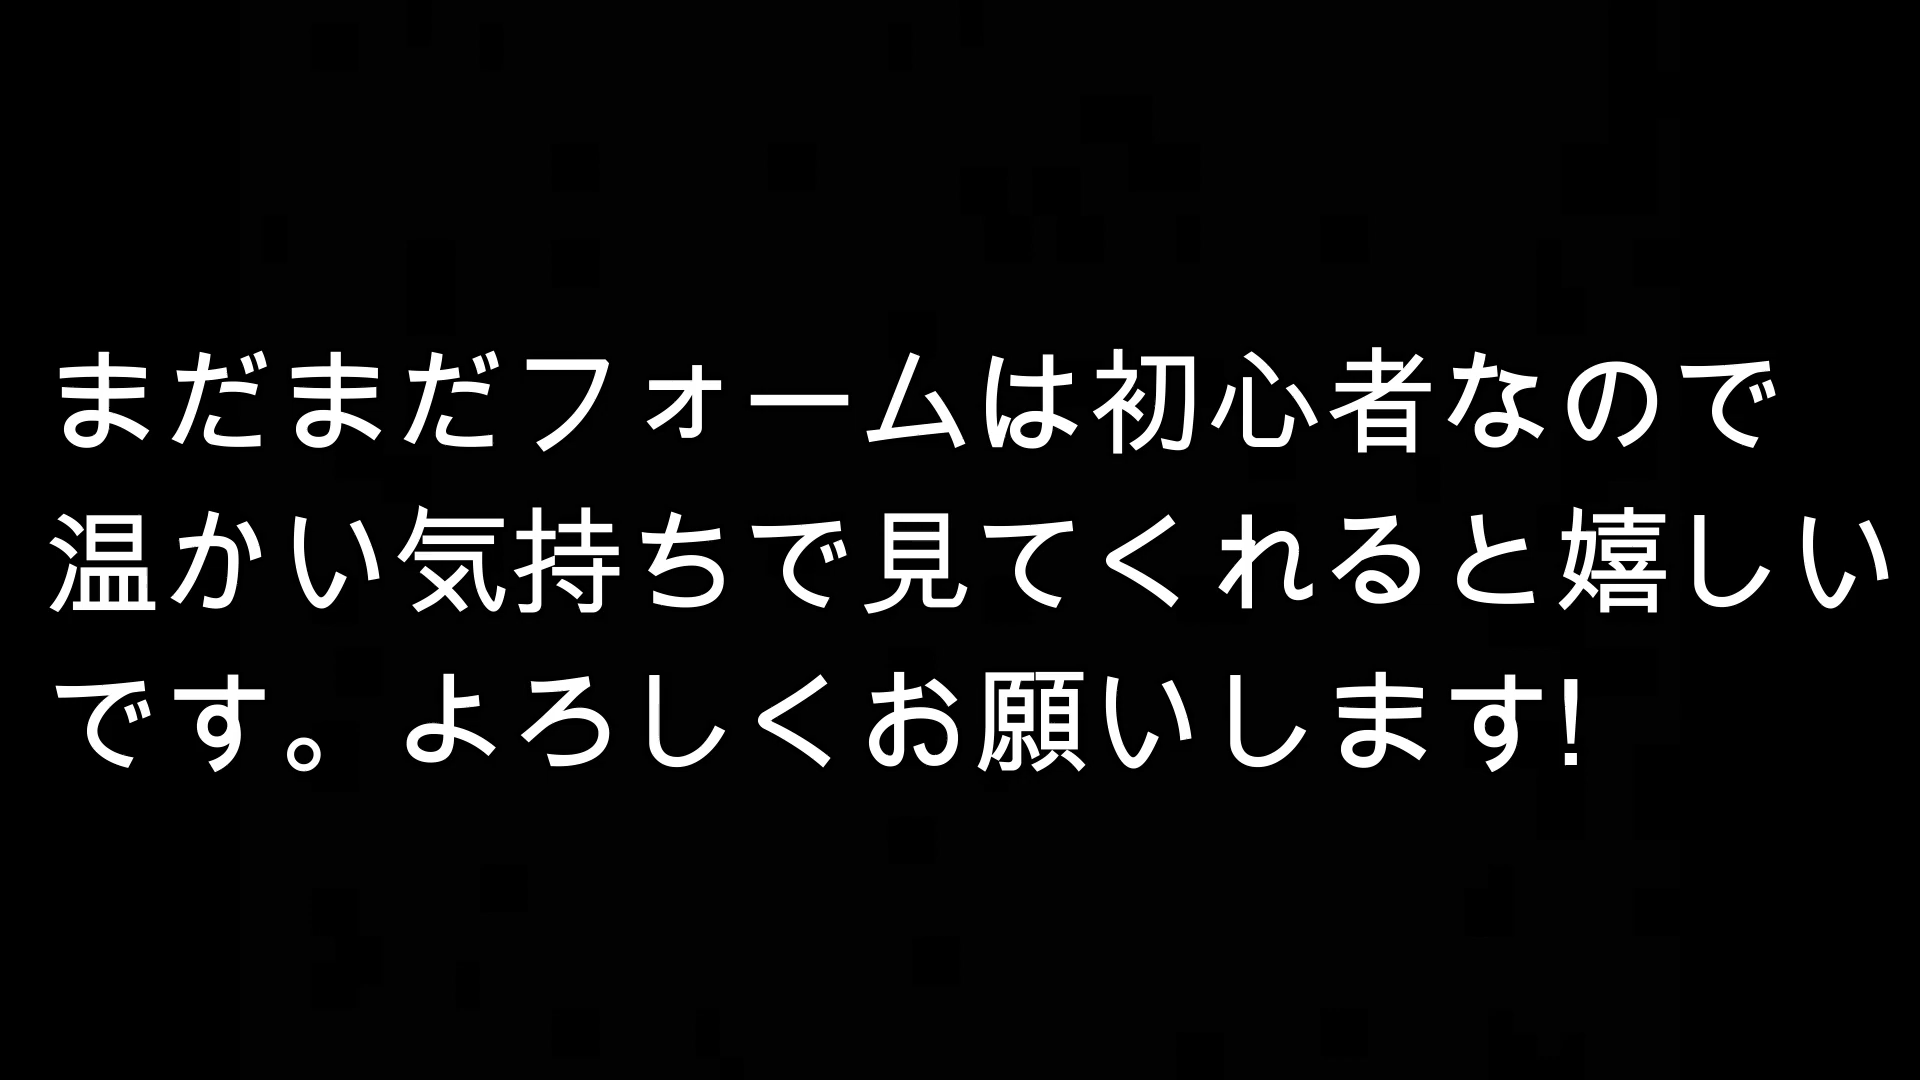 まだまだフォームは初心者なので
温かい気持ちで見てくれると嬉しい
です。よろしくお願いします!